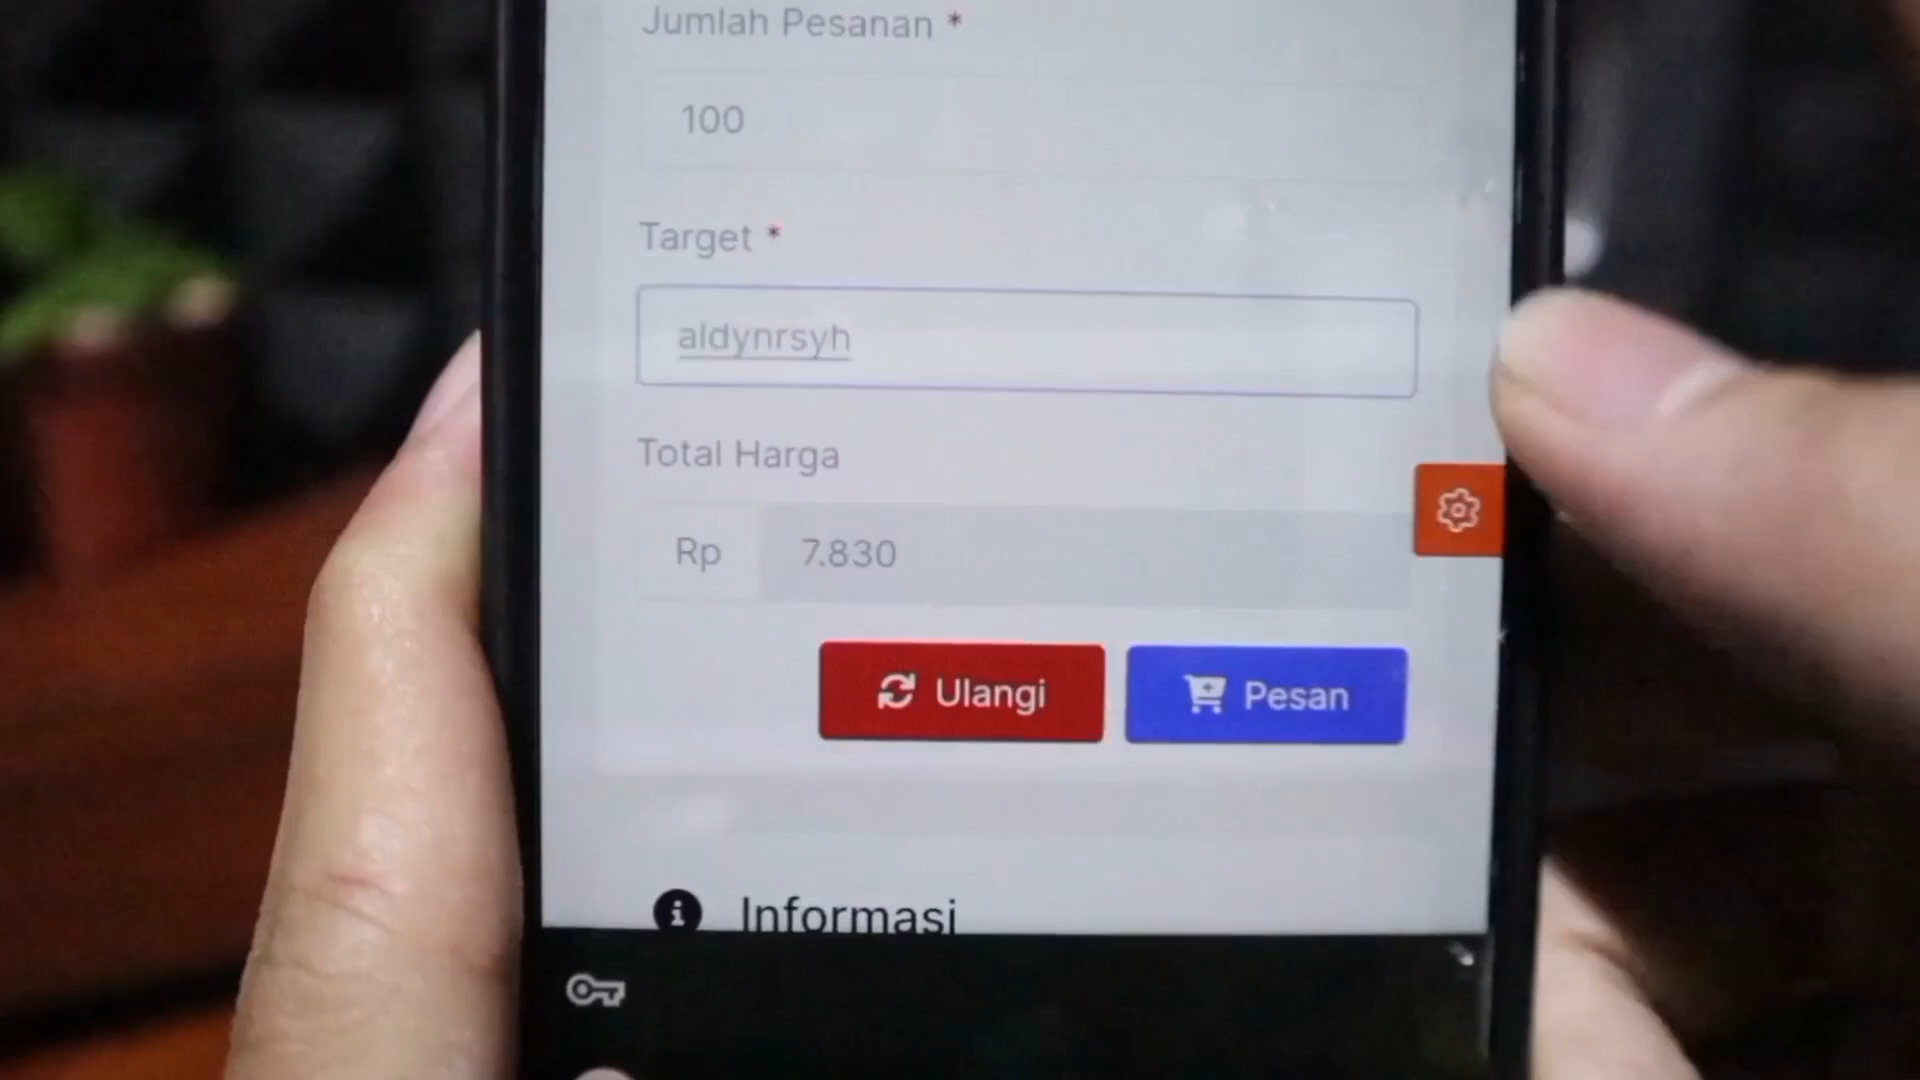 Jumlah Pesanan *
100
Target *
aldynrsyh
Total Harga
Rp 7.830
Ulangi Pesan
Informasi